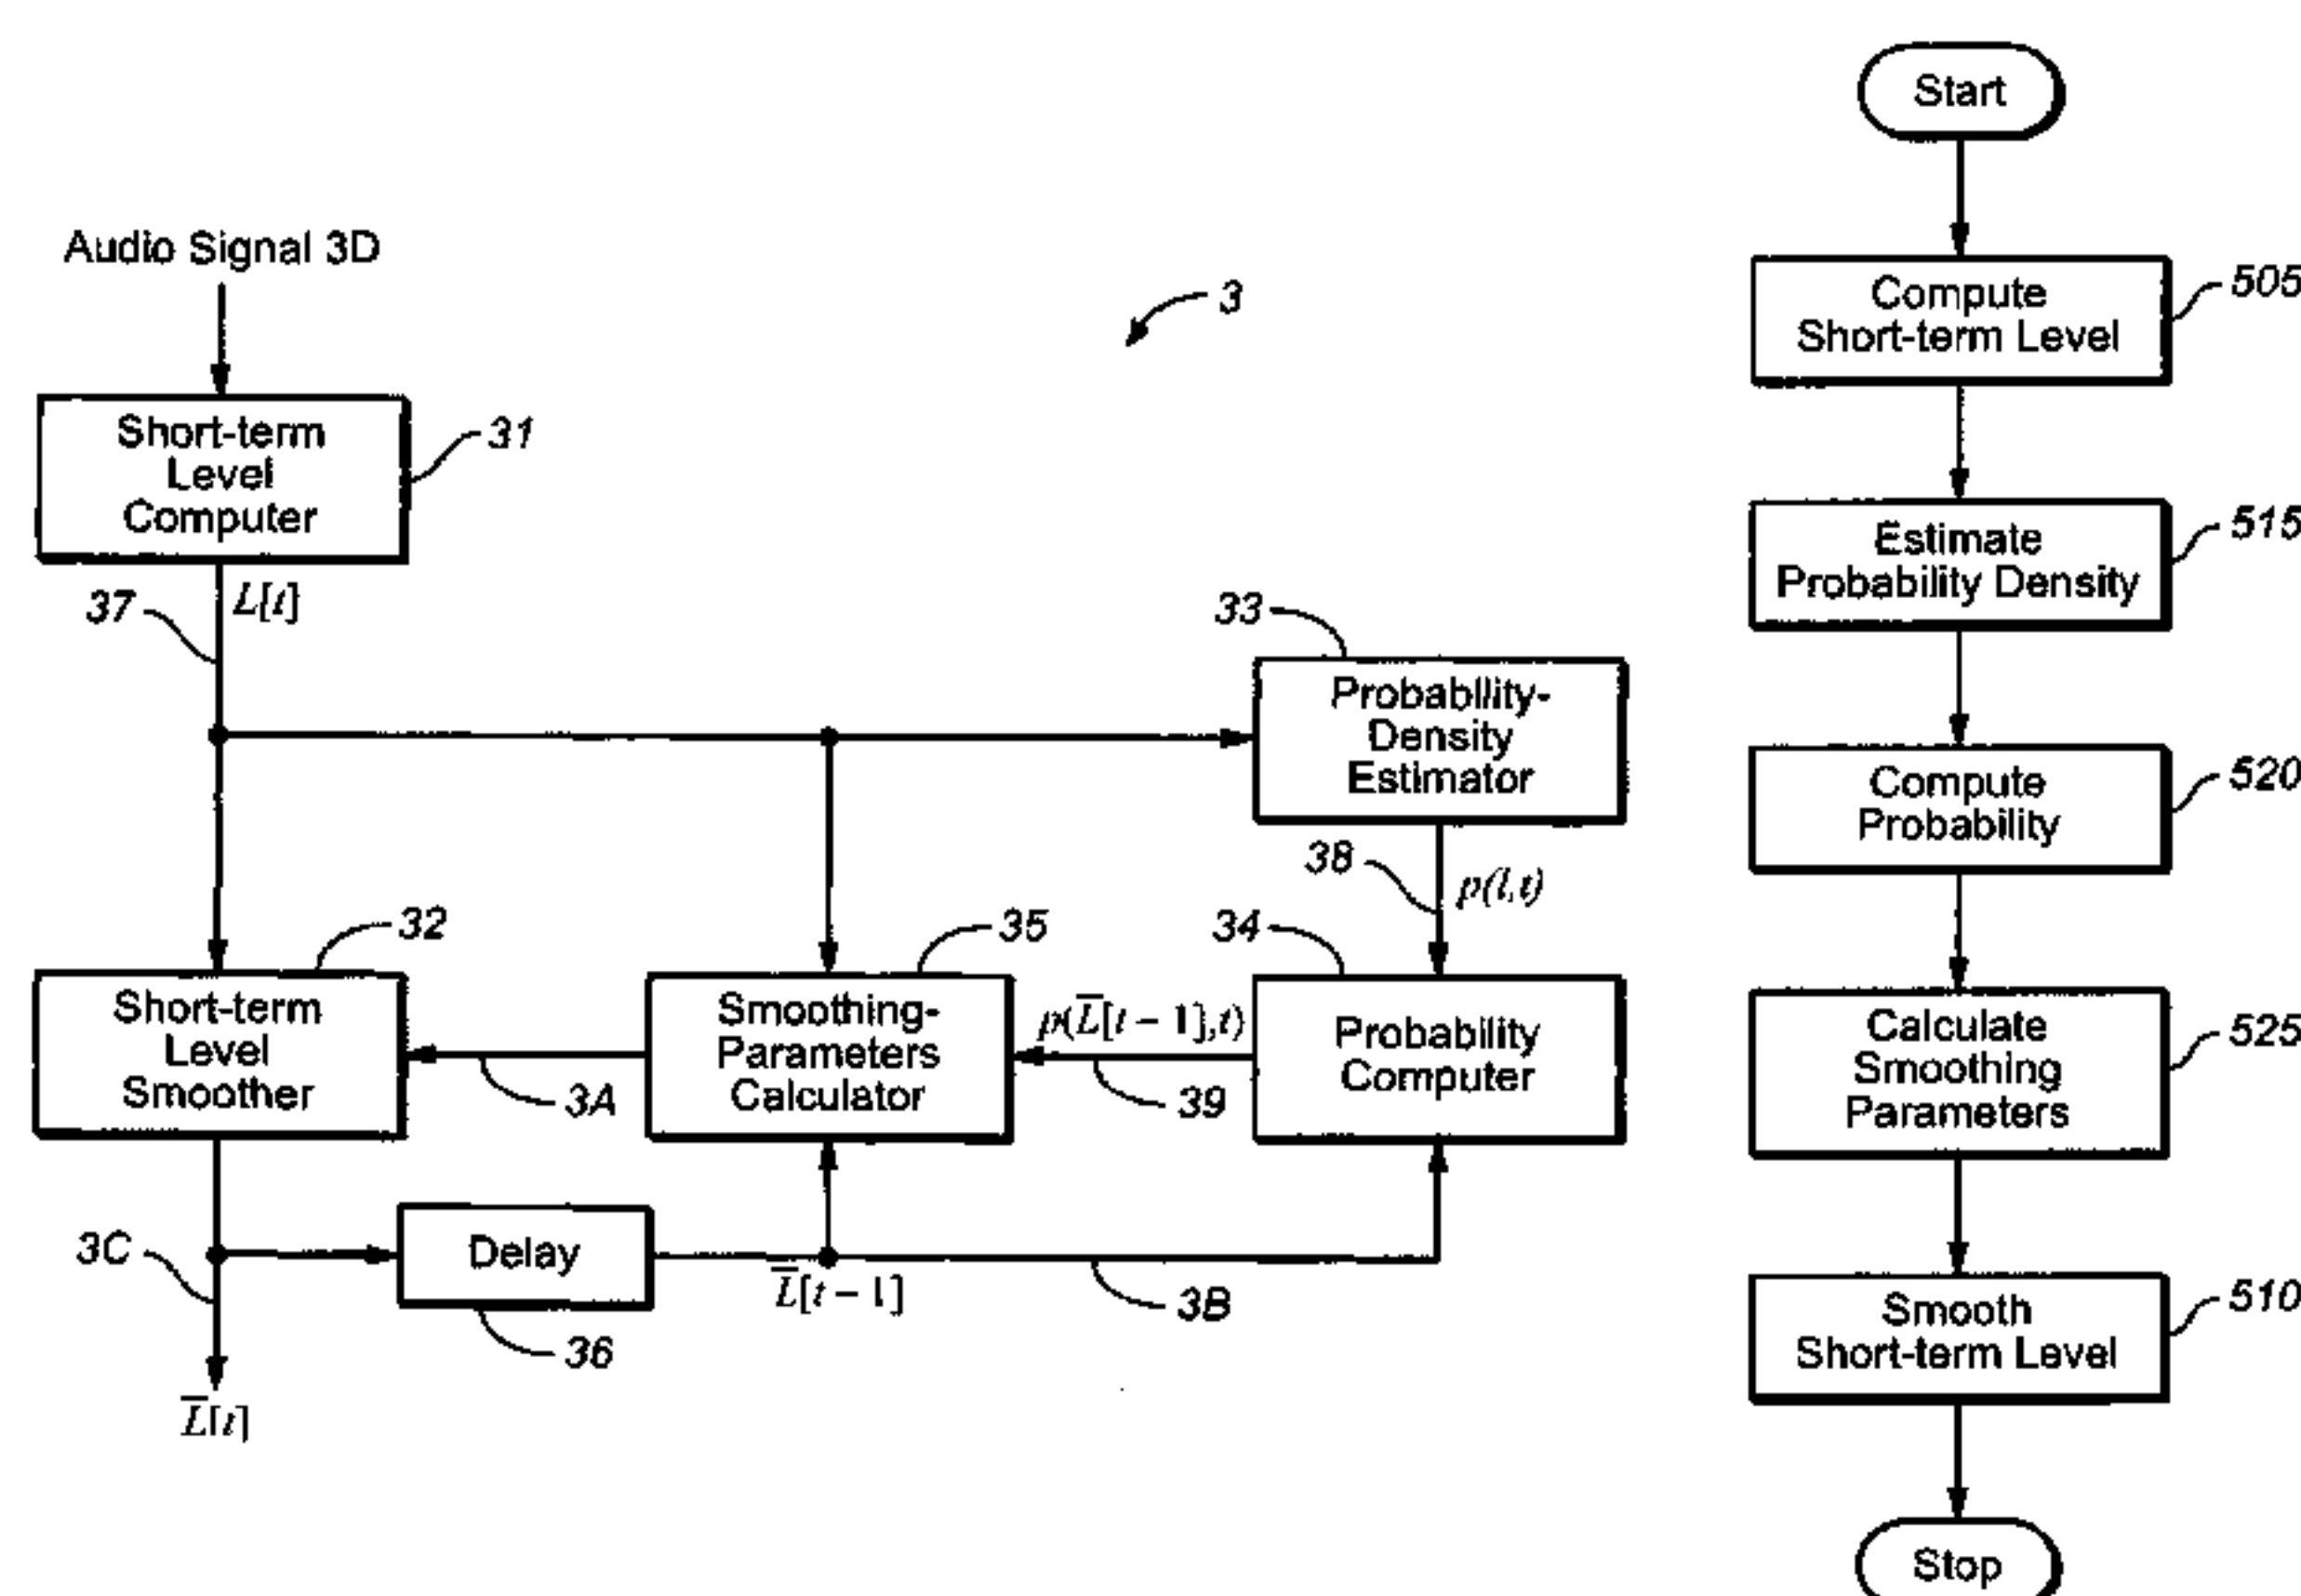 Audio Signal 3D
3
Short-term
Level
Computer
31
37
L[t]
33
Probability-
Density
Estimator
38
p(l,t)
32
35
34
Short-term
Level
Smoother
3A
Smoothing-
Parameters
Calculator
p(L̅[t − 1],t)
39
Probability
Computer
3C
Delay
36
L̅[t − 1]
3B
L̅[t]
Start
Compute
Short-term Level
505
Estimate
Probability Density
515
Compute
Probability
520
Calculate
Smoothing
Parameters
525
Smooth
Short-term Level
510
Stop